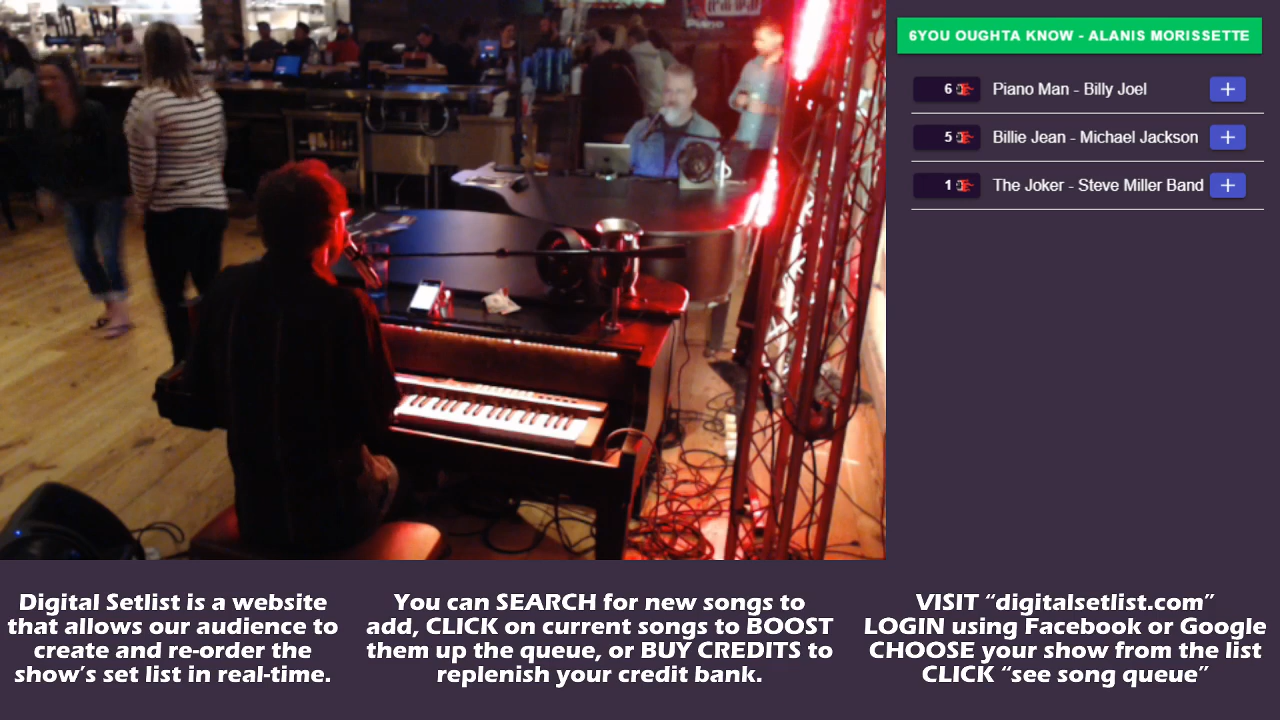 6YOU OUGHTA KNOW - ALANIS MORISSETTE
6 Piano Man - Billy Joel +
5 Billie Jean - Michael Jackson +
1 The Joker - Steve Miller Band +
Digital Setlist is a website
that allows our audience to
create and re-order the
show's set list in real-time.
You can SEARCH for new songs to
add, CLICK on current songs to BOOST
them up the queue, or BUY CREDITS to
replenish your credit bank.
VISIT “digitalsetlist.com”
LOGIN using Facebook or Google
CHOOSE your show from the list
CLICK “see song queue”